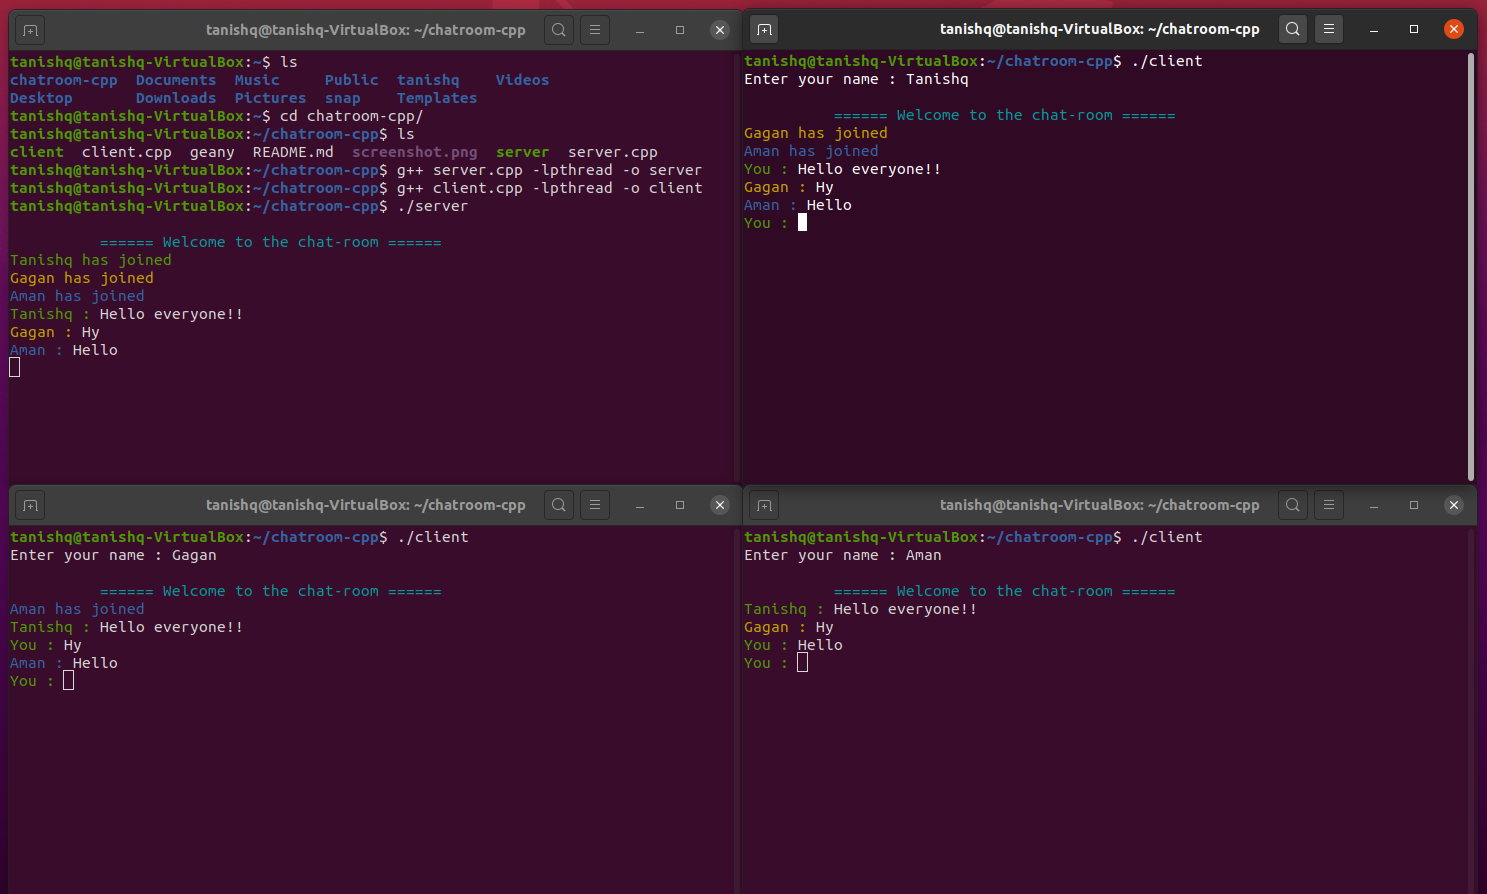 tanishq@tanishq-VirtualBox: ~/chatroom-cpp
tanishq@tanishq-VirtualBox:~$ ls
chatroom-cpp  Documents  Music     Public  tanishq    Videos
Desktop       Downloads  Pictures  snap    Templates
tanishq@tanishq-VirtualBox:~$ cd chatroom-cpp/
tanishq@tanishq-VirtualBox:~/chatroom-cpp$ ls
client  client.cpp  geany  README.md  screenshot.png  server  server.cpp
tanishq@tanishq-VirtualBox:~/chatroom-cpp$ g++ server.cpp -lpthread -o server
tanishq@tanishq-VirtualBox:~/chatroom-cpp$ g++ client.cpp -lpthread -o client
tanishq@tanishq-VirtualBox:~/chatroom-cpp$ ./server
====== Welcome to the chat-room ======
Tanishq has joined
Gagan has joined
Aman has joined
Tanishq : Hello everyone!!
Gagan : Hy
Aman : Hello
tanishq@tanishq-VirtualBox: ~/chatroom-cpp
tanishq@tanishq-VirtualBox:~/chatroom-cpp$ ./client
Enter your name : Tanishq
====== Welcome to the chat-room ======
Gagan has joined
Aman has joined
You : Hello everyone!!
Gagan : Hy
Aman : Hello
You :
tanishq@tanishq-VirtualBox: ~/chatroom-cpp
tanishq@tanishq-VirtualBox:~/chatroom-cpp$ ./client
Enter your name : Gagan
====== Welcome to the chat-room ======
Aman has joined
Tanishq : Hello everyone!!
You : Hy
Aman : Hello
You :
tanishq@tanishq-VirtualBox: ~/chatroom-cpp
tanishq@tanishq-VirtualBox:~/chatroom-cpp$ ./client
Enter your name : Aman
====== Welcome to the chat-room ======
Tanishq : Hello everyone!!
Gagan : Hy
You : Hello
You :